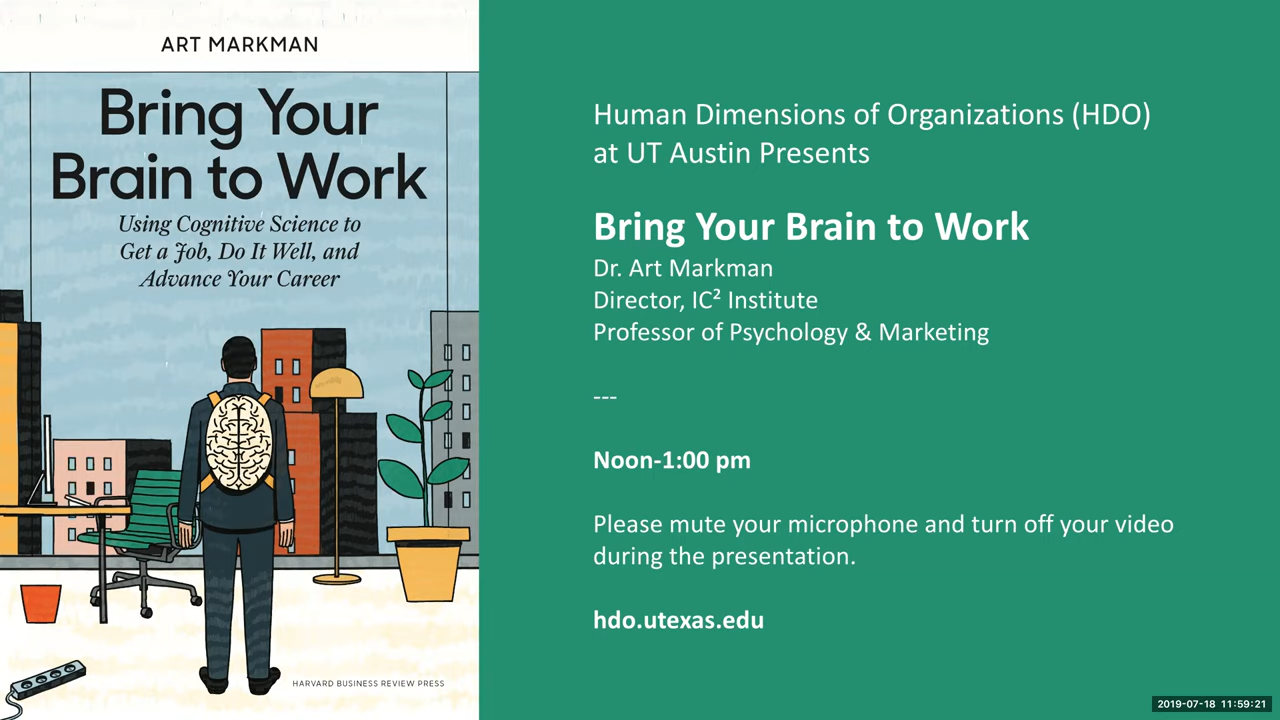 ART MARKMAN
Bring Your
Brain to Work
Using Cognitive Science to
Get a Job, Do It Well, and
Advance Your Career
HARVARD BUSINESS REVIEW PRESS
Human Dimensions of Organizations (HDO)
at UT Austin Presents
Bring Your Brain to Work
Dr. Art Markman
Director, IC² Institute
Professor of Psychology & Marketing
---
Noon-1:00 pm
Please mute your microphone and turn off your video
during the presentation.
hdo.utexas.edu
2019-07-18 11:59:21